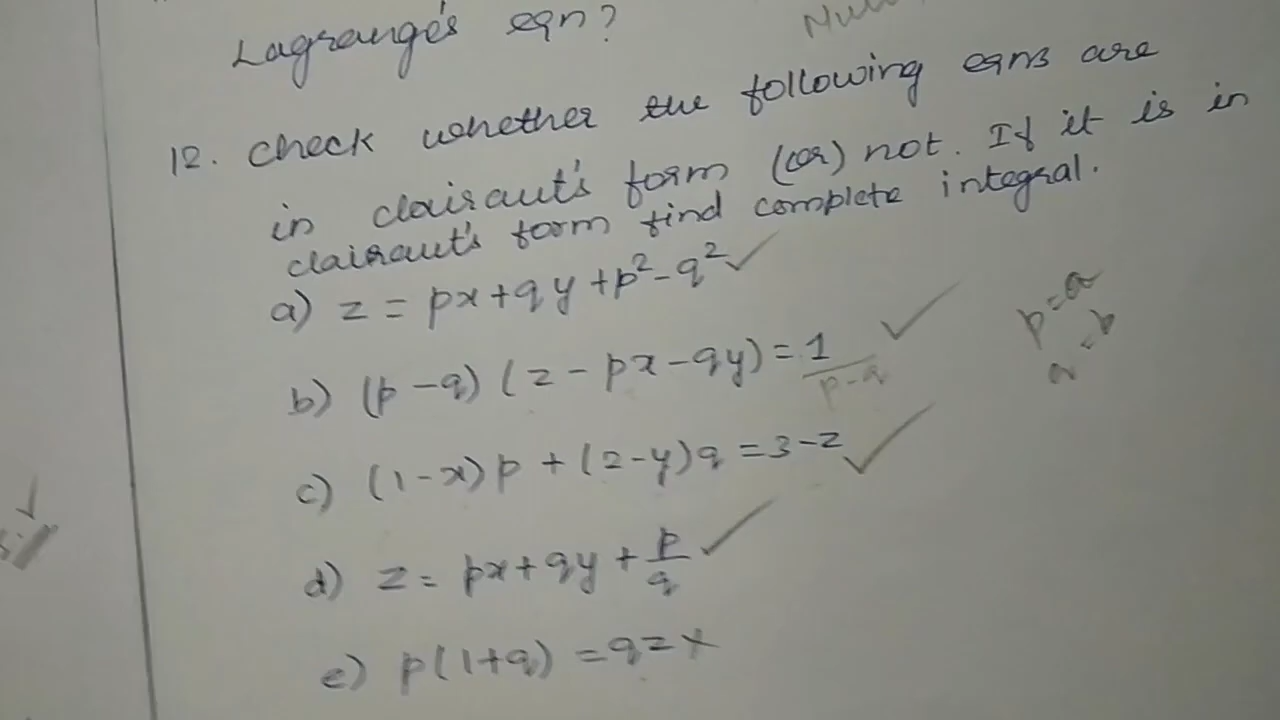 Lagrange's eqn?
12. Check whether the following eqns are
in clairaut's form (or) not. If it is in
clairaut's form find complete integral.
a) z = px + qy + p² - q² ✓
b) (p - q) (z - px - qy) = 1 ✓
p - q
c) (1 - x) p + (2 - y) q = 3 - z ✓
d) z = px + qy + p/q ✓
e) p(1+q) = qz ×
p = a
q = b